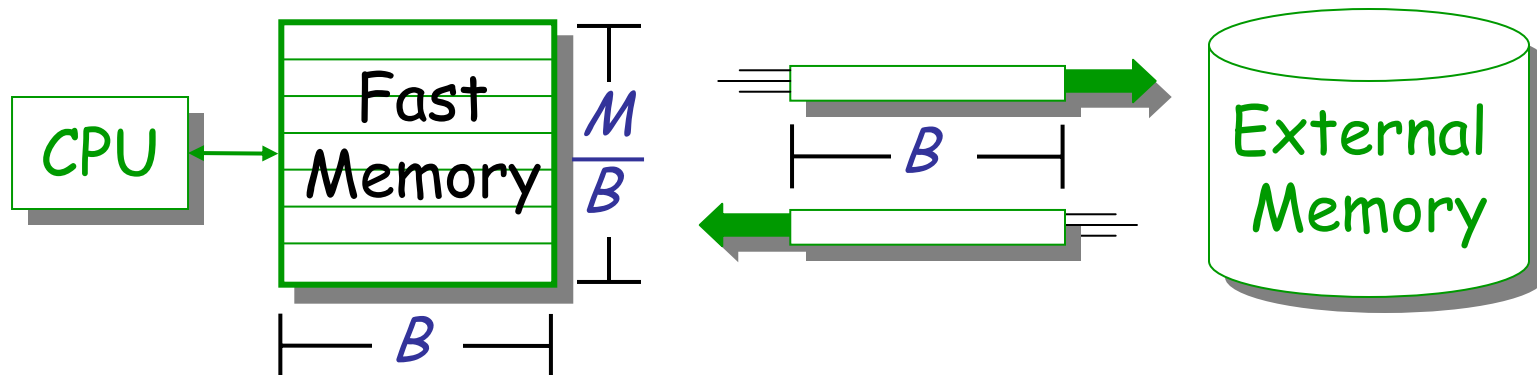 CPU
Fast
Memory
M
B
B
B
External
Memory